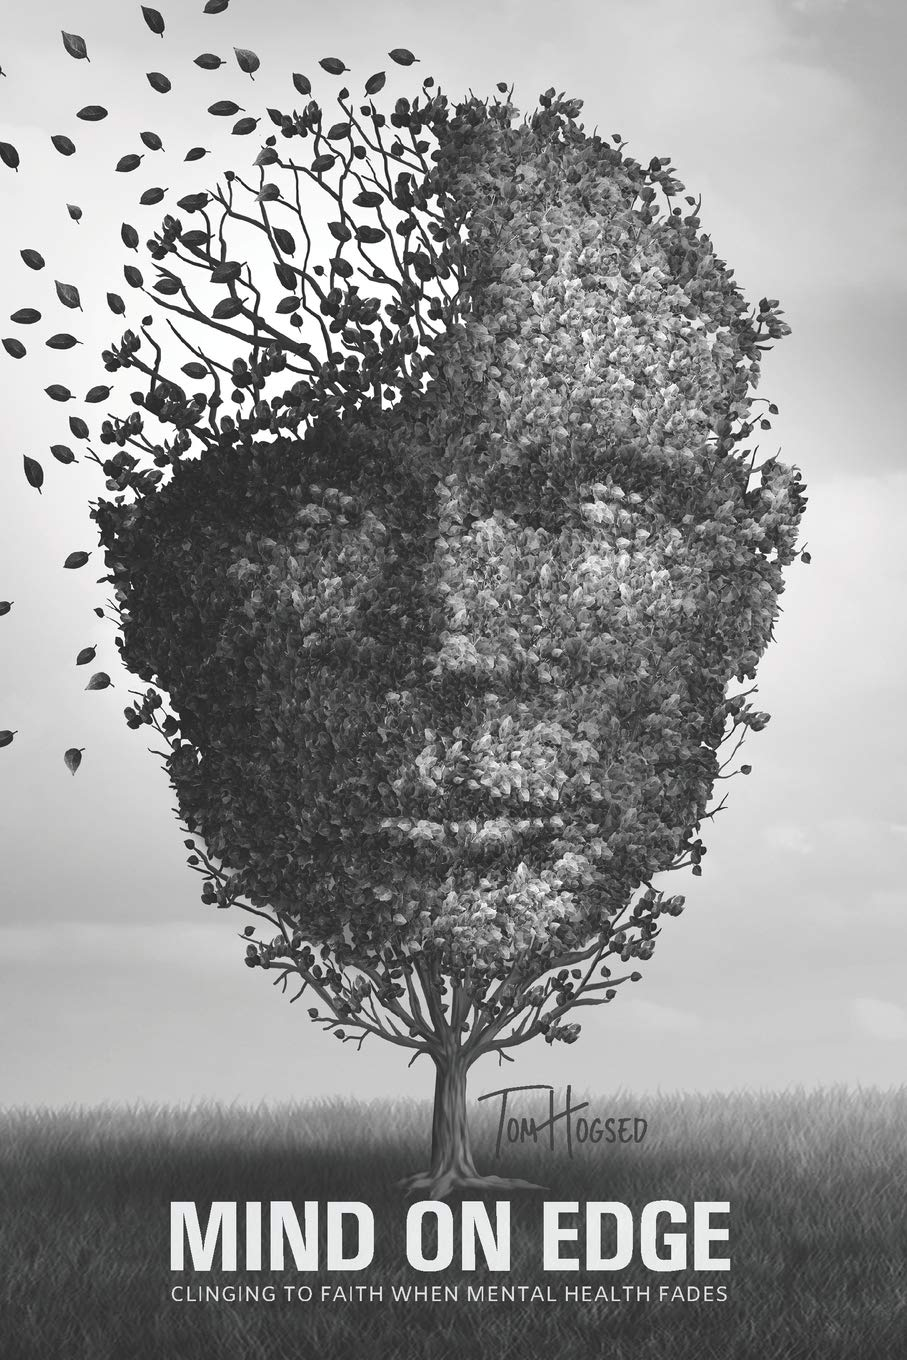 TOM HOGSED
MIND ON EDGE
CLINGING TO FAITH WHEN MENTAL HEALTH FADES